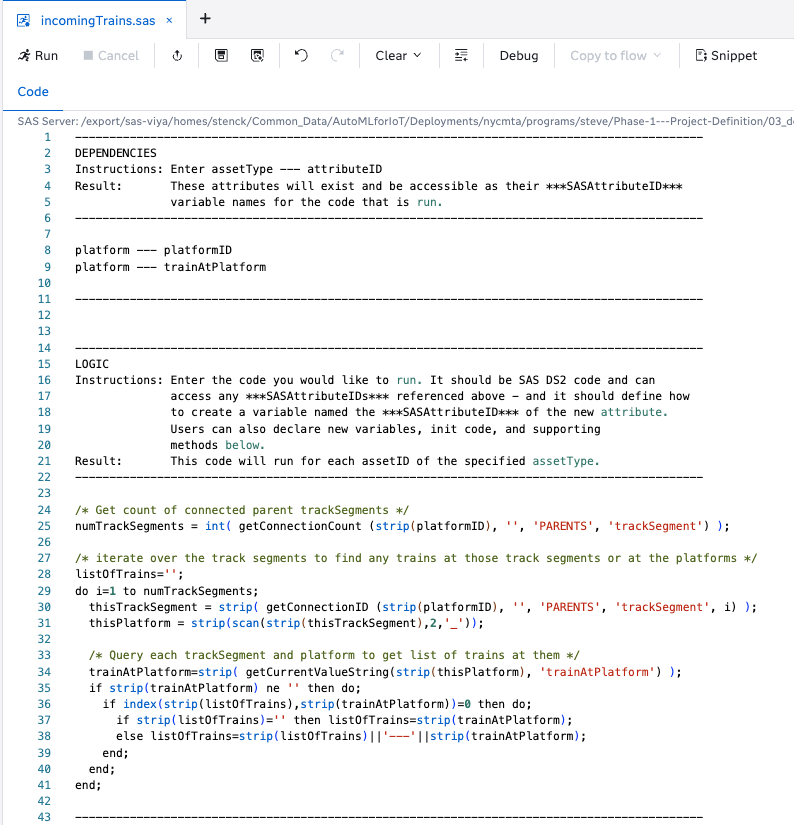 incomingTrains.sas × +
Run Cancel Clear Debug Copy to flow Snippet
Code
SAS Server: /export/sas-viya/homes/stenck/Common_Data/AutoMLforIoT/Deployments/nycmta/programs/steve/Phase-1---Project-Definition/03_d
1 ---------------------------------------------------------------------------------------------
2 DEPENDENCIES
3 Instructions: Enter assetType --- attributeID
4 Result:       These attributes will exist and be accessible as their ***SASAttributeID***
5               variable names for the code that is run.
6 ---------------------------------------------------------------------------------------------
7
8 platform --- platformID
9 platform --- trainAtPlatform
10
11 ---------------------------------------------------------------------------------------------
12
13
14 ---------------------------------------------------------------------------------------------
15 LOGIC
16 Instructions: Enter the code you would like to run. It should be SAS DS2 code and can
17               access any ***SASAttributeIDs*** referenced above - and it should define how
18               to create a variable named the ***SASAttributeID*** of the new attribute.
19               Users can also declare new variables, init code, and supporting
20               methods below.
21 Result:       This code will run for each assetID of the specified assetType.
22 ---------------------------------------------------------------------------------------------
23
24 /* Get count of connected parent trackSegments */
25 numTrackSegments = int( getConnectionCount (strip(platformID), '', 'PARENTS', 'trackSegment') );
26
27 /* iterate over the track segments to find any trains at those track segments or at the platforms */
28 listOfTrains='';
29 do i=1 to numTrackSegments;
30   thisTrackSegment = strip( getConnectionID (strip(platformID), '', 'PARENTS', 'trackSegment', i) );
31   thisPlatform = strip(scan(strip(thisTrackSegment),2,'_'));
32
33   /* Query each trackSegment and platform to get list of trains at them */
34   trainAtPlatform=strip( getCurrentValueString(strip(thisPlatform), 'trainAtPlatform') );
35   if strip(trainAtPlatform) ne '' then do;
36     if index(strip(listOfTrains),strip(trainAtPlatform))=0 then do;
37       if strip(listOfTrains)='' then listOfTrains=strip(trainAtPlatform);
38       else listOfTrains=strip(listOfTrains)||'---'||strip(trainAtPlatform);
39     end;
40   end;
41 end;
42
43 ---------------------------------------------------------------------------------------------